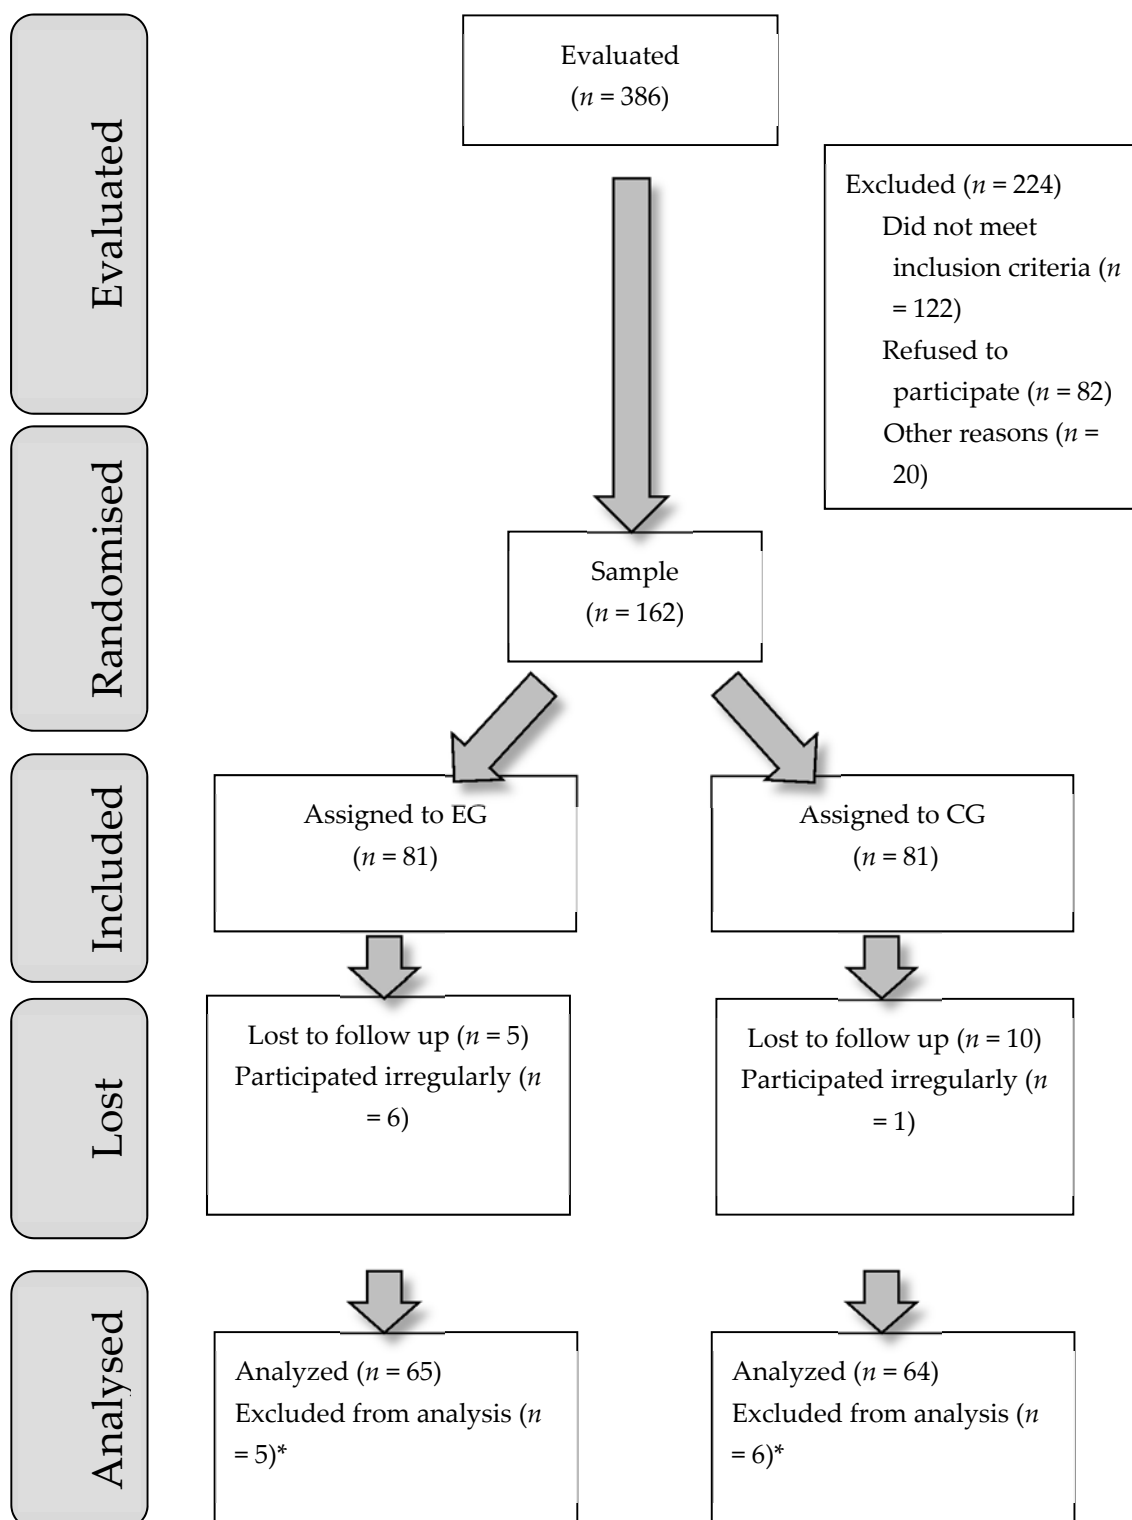 Evaluated
Evaluated
(n = 386)
Excluded (n = 224)
Did not meet
inclusion criteria (n
= 122)
Refused to
participate (n = 82)
Other reasons (n =
20)
Randomised
Sample
(n = 162)
Included
Assigned to EG
(n = 81)
Assigned to CG
(n = 81)
Lost
Lost to follow up (n = 5)
Participated irregularly (n
= 6)
Lost to follow up (n = 10)
Participated irregularly (n
= 1)
Analysed
Analyzed (n = 65)
Excluded from analysis (n
= 5)*
Analyzed (n = 64)
Excluded from analysis (n
= 6)*